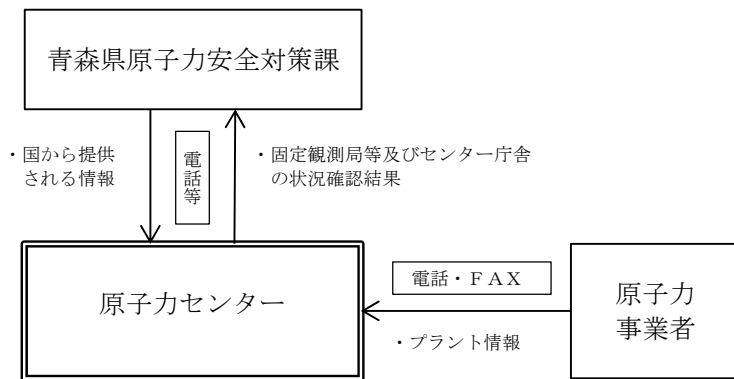 青森県原子力安全対策課
・国から提供
される情報
電話等
・固定観測局等及びセンター庁舎
の状況確認結果
原子力センター
電話・ＦＡＸ
・プラント情報
原子力
事業者